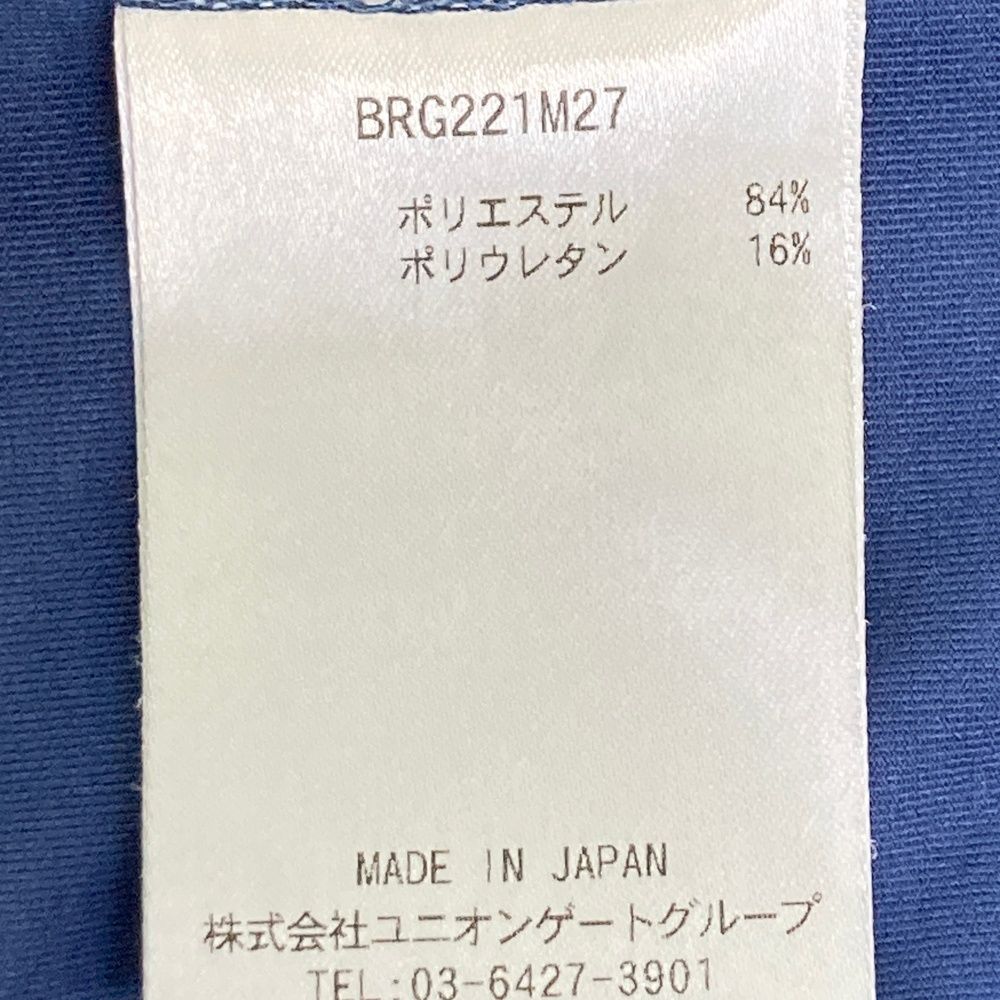 BRG221M27
ポリエステル 84%
ポリウレタン 16%
MADE IN JAPAN
株式会社ユニオンゲートグループ
TEL:03-6427-3901